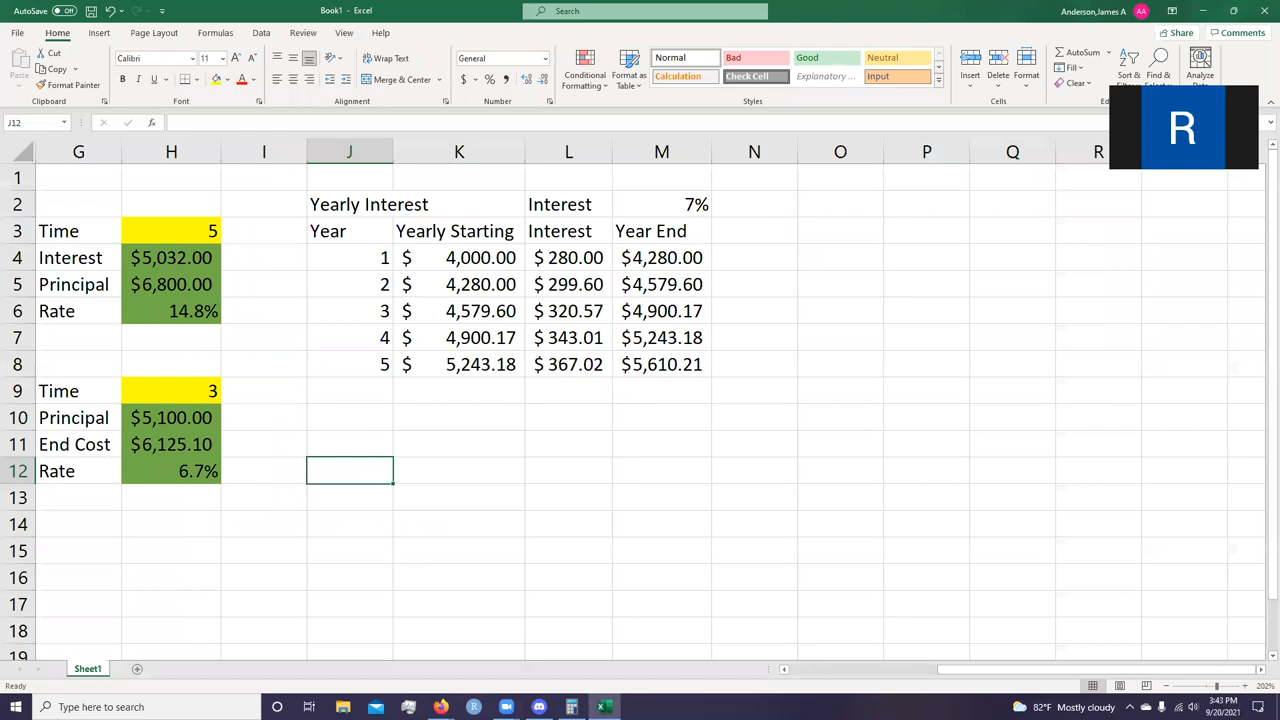 AutoSave Off
Book1 - Excel
Search
Anderson,James A AA
File Home Insert Page Layout Formulas Data Review View Help
Share Comments
Paste
Cut
Copy
Format Painter
Clipboard
Calibri 11
B I U
Font
Wrap Text
Merge & Center
Alignment
General
$ % 9
Number
Conditional Formatting
Format as Table
Normal Bad Good Neutral
Calculation Check Cell Explanatory ... Input
Styles
Insert Delete Format
Cells
AutoSum
Fill
Clear
Sort &
Find &
Analyze
Data
R
J12
fx
G H I J K L M N O P Q R
1
2 Yearly Interest Interest 7%
3 Time 5 Year Yearly Starting Interest Year End
4 Interest $5,032.00 1 $ 4,000.00 $ 280.00 $4,280.00
5 Principal $6,800.00 2 $ 4,280.00 $ 299.60 $4,579.60
6 Rate 14.8% 3 $ 4,579.60 $ 320.57 $4,900.17
7 4 $ 4,900.17 $ 343.01 $5,243.18
8 5 $ 5,243.18 $ 367.02 $5,610.21
9 Time 3
10 Principal $5,100.00
11 End Cost $6,125.10
12 Rate 6.7%
13
14
15
16
17
18
19
Sheet1
Ready
202%
Type here to search
82°F Mostly cloudy
3:43 PM
9/20/2021